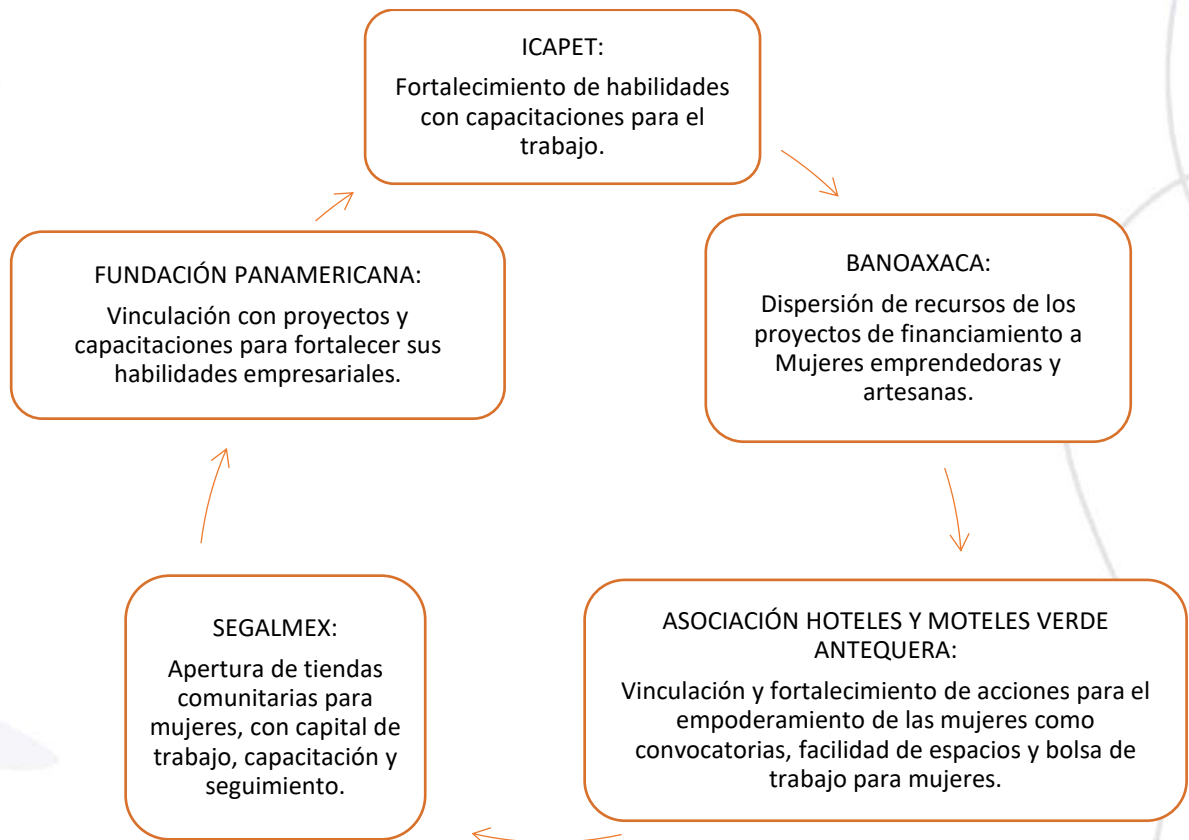 ICAPET:
Fortalecimiento de habilidades
con capacitaciones para el
trabajo.
BANOAXACA:
Dispersión de recursos de los
proyectos de financiamiento a
Mujeres emprendedoras y
artesanas.
ASOCIACIÓN HOTELES Y MOTELES VERDE
ANTEQUERA:
Vinculación y fortalecimiento de acciones para el
empoderamiento de las mujeres como
convocatorias, facilidad de espacios y bolsa de
trabajo para mujeres.
SEGALMEX:
Apertura de tiendas
comunitarias para
mujeres, con capital de
trabajo, capacitación y
seguimiento.
FUNDACIÓN PANAMERICANA:
Vinculación con proyectos y
capacitaciones para fortalecer sus
habilidades empresariales.